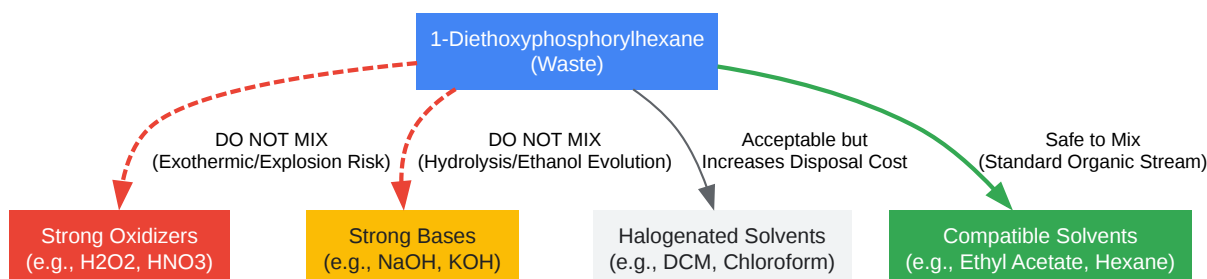 1-Diethoxyphosphorylhexane
(Waste)
DO NOT MIX
(Exothermic/Explosion Risk)
DO NOT MIX
(Hydrolysis/Ethanol Evolution)
Acceptable but
Increases Disposal Cost
Safe to Mix
(Standard Organic Stream)
Strong Oxidizers
(e.g., H2O2, HNO3)
Strong Bases
(e.g., NaOH, KOH)
Halogenated Solvents
(e.g., DCM, Chloroform)
Compatible Solvents
(e.g., Ethyl Acetate, Hexane)